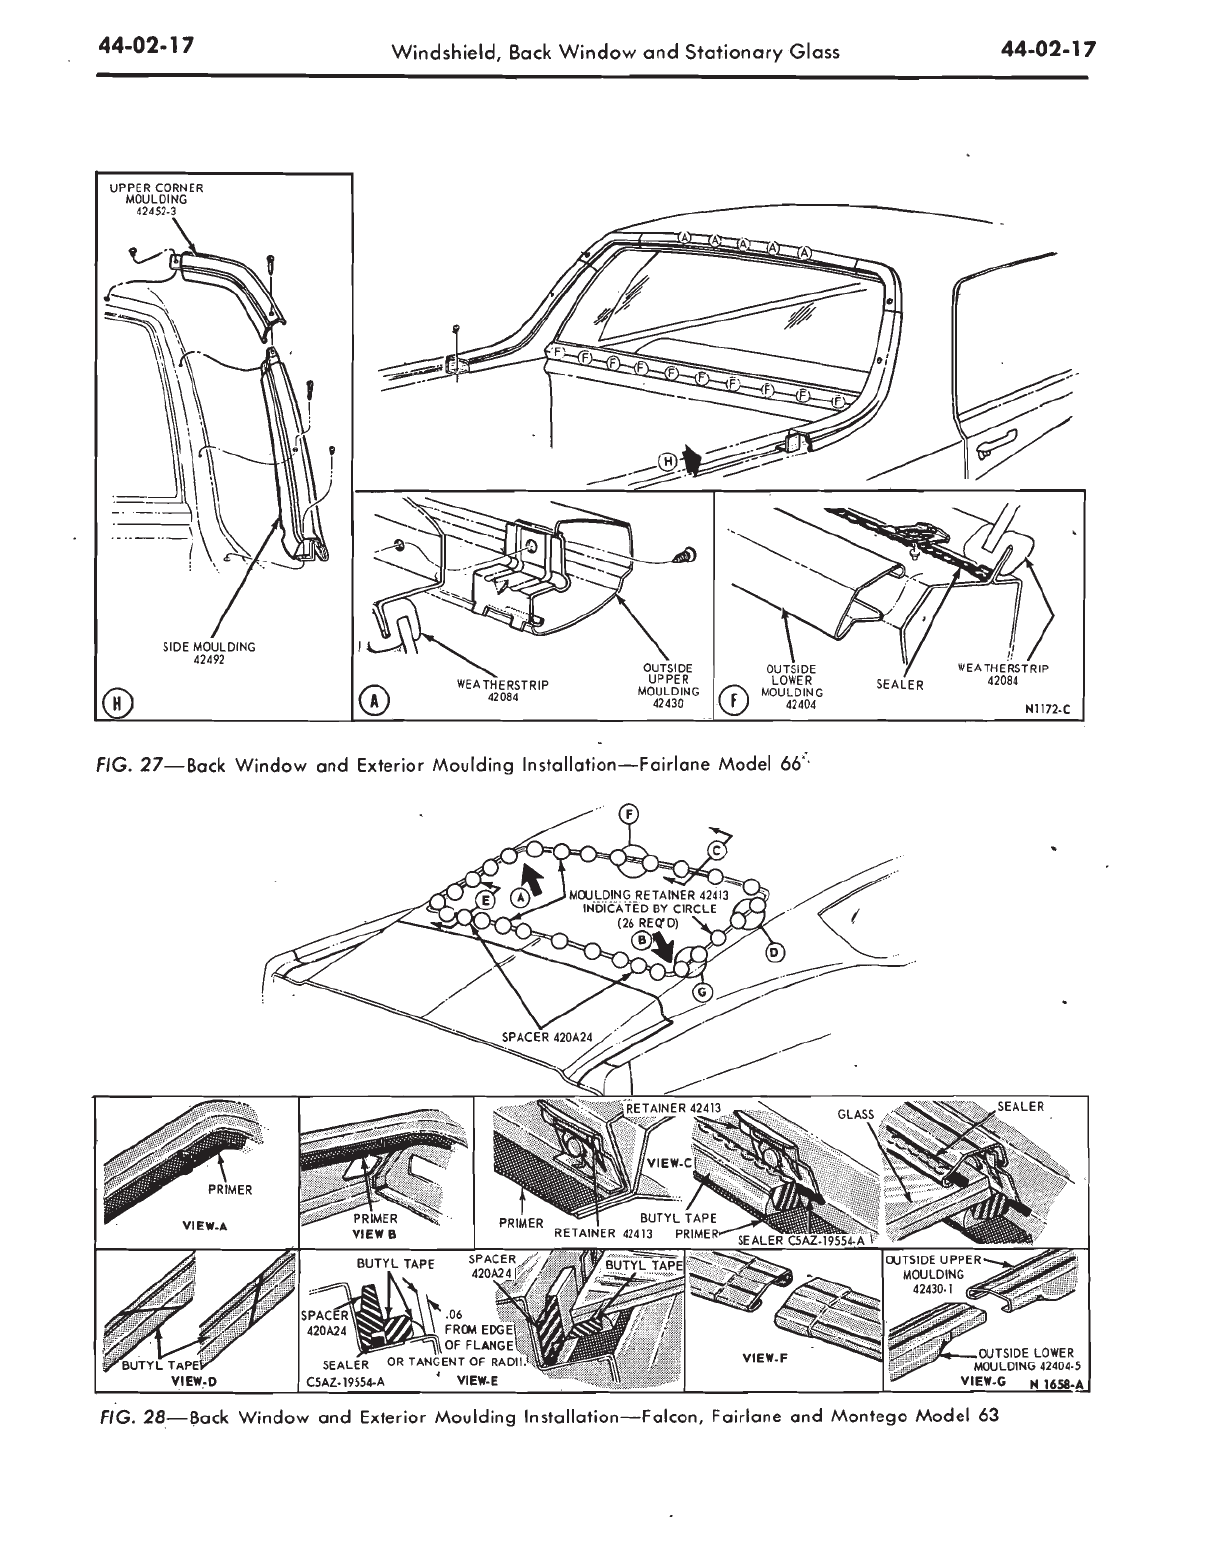 44-02-17
Windshield, Back Window and Stationary Glass
44-02-17
UPPER CORNER
MOULDING
42452-3
SIDE MOULDING
42492
H
A
A
A
A
A
F
F
F
F
F
F
F
F
F
F
H
WEATHERSTRIP
42084
OUTSIDE
UPPER
MOULDING
42430
A
OUTSIDE
LOWER
MOULDING
42404
SEALER
WEATHERSTRIP
42084
F
N1172-C
FIG. 27—Back Window and Exterior Moulding Installation—Fairlane Model 66
F
C
E
A
MOULDING RETAINER 42413
INDICATED BY CIRCLE
(26 REQ'D)
B
D
G
SPACER 420A24
PRIMER
VIEW-A
PRIMER
VIEW B
RETAINER 42413
VIEW-C
PRIMER
RETAINER 42413
BUTYL TAPE
PRIMER
SEALER C5AZ-19554-A
GLASS
SEALER
BUTYL TAPE
VIEW-D
BUTYL TAPE
SPACER
420A24
.06
FROM EDGE
OF FLANGE
OR TANGENT OF RADII.
SEALER
C5AZ-19554-A
VIEW-E
SPACER
420A24
BUTYL TAPE
VIEW-F
OUTSIDE UPPER
MOULDING
42430-1
OUTSIDE LOWER
MOULDING 42404-5
VIEW-G
N 1658-A
FIG. 28—Back Window and Exterior Moulding Installation—Falcon, Fairlane and Montego Model 63